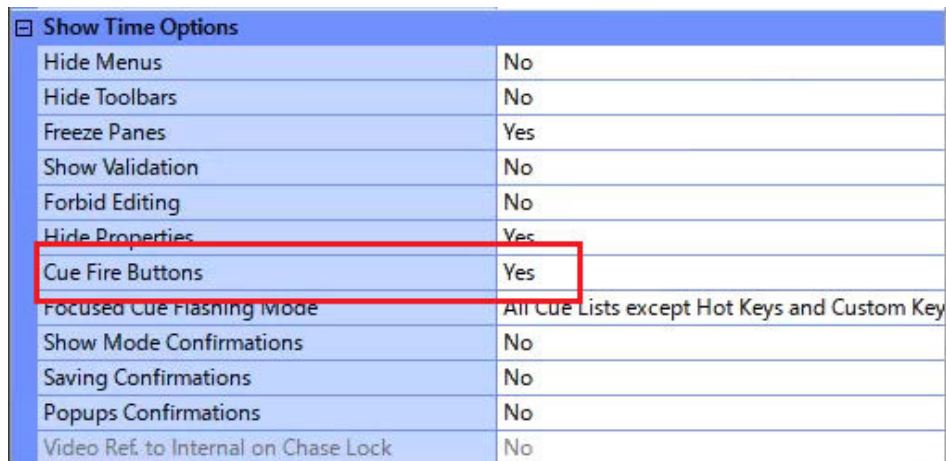 Show Time Options
Hide Menus No
Hide Toolbars No
Freeze Panes Yes
Show Validation No
Forbid Editing No
Hide Properties Yes
Cue Fire Buttons Yes
Focused Cue Flashing Mode All Cue Lists except Hot Keys and Custom Key
Show Mode Confirmations No
Saving Confirmations No
Popups Confirmations No
Video Ref. to Internal on Chase Lock No